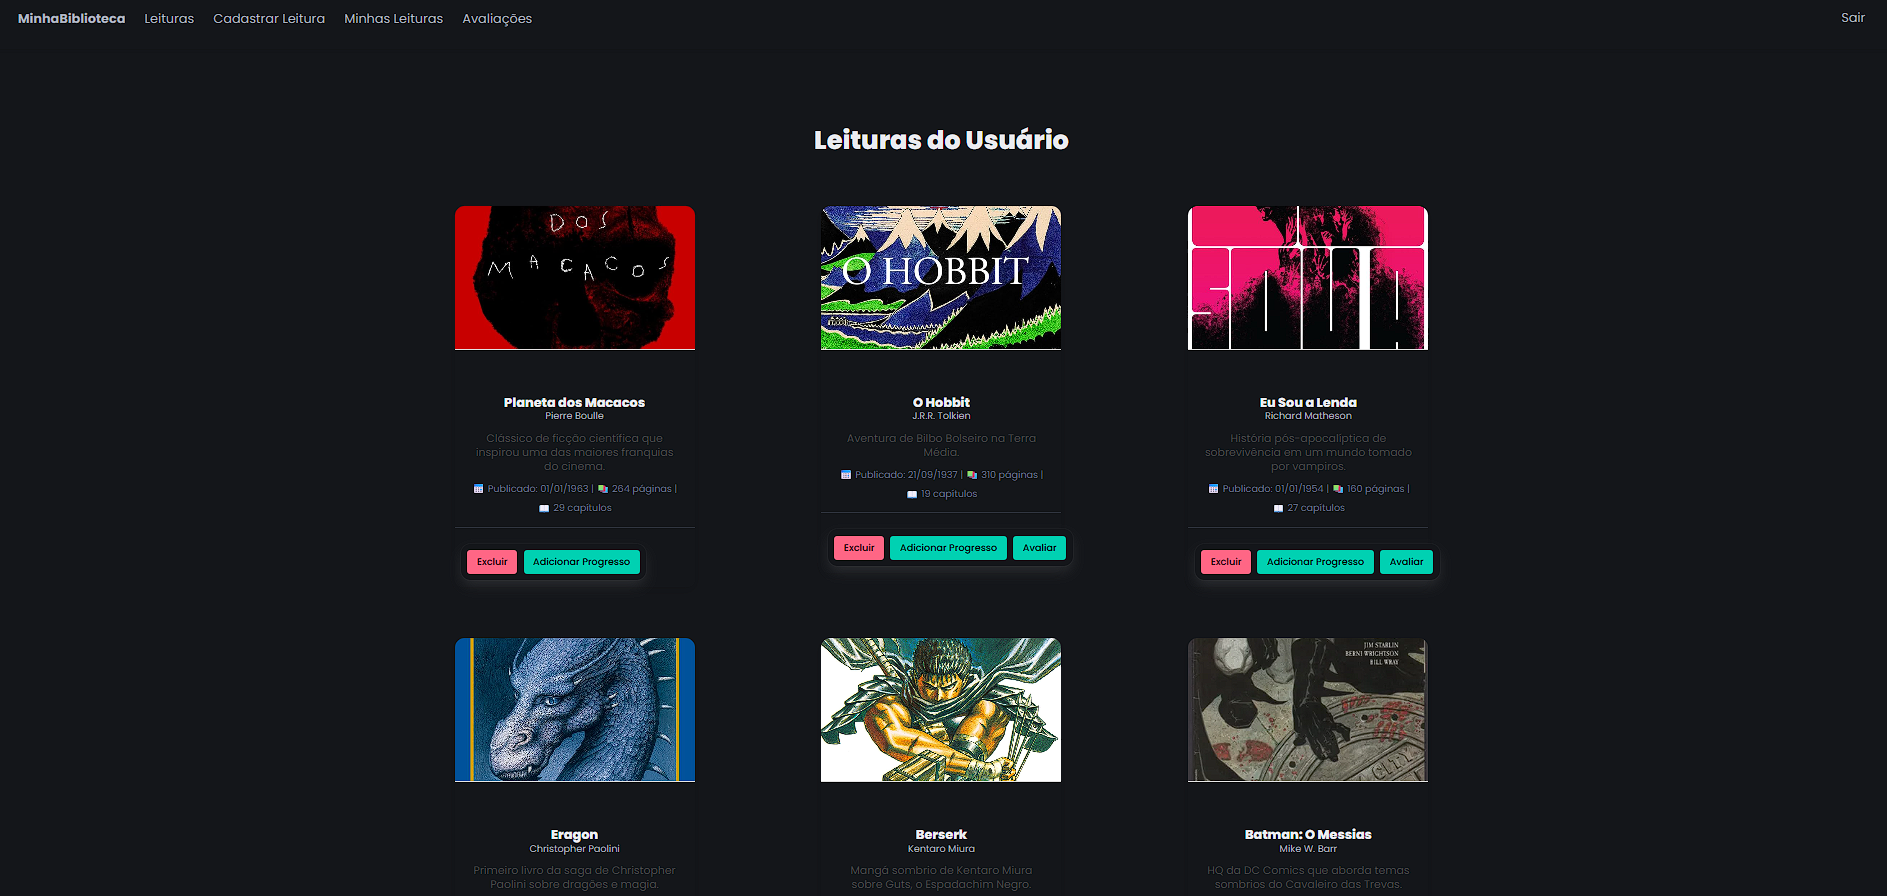 MinhaBiblioteca Leituras Cadastrar Leitura Minhas Leituras Avaliações Sair
Leituras do Usuário
DOS
MACACOS
Planeta dos Macacos
Pierre Boulle
Clássico de ficção científica que
inspirou uma das maiores franquias
do cinema.
Publicado: 01/01/1963 | 264 páginas |
29 capítulos
Excluir Adicionar Progresso
O HOBBIT
O Hobbit
J.R.R. Tolkien
Aventura de Bilbo Bolseiro na Terra
Média.
Publicado: 21/09/1937 | 310 páginas |
19 capítulos
Excluir Adicionar Progresso Avaliar
Eu Sou a Lenda
Richard Matheson
História pós-apocalíptica de
sobrevivência em um mundo tomado
por vampiros.
Publicado: 01/01/1954 | 160 páginas |
27 capítulos
Excluir Adicionar Progresso Avaliar
Eragon
Christopher Paolini
Primeiro livro da saga de Christopher
Paolini sobre dragões e magia.
Berserk
Kentaro Miura
Mangá sombrio de Kentaro Miura
sobre Guts, o Espadachim Negro.
JIM STARLIN
BERNI WRIGHTSON
BILL WRAY
Batman: O Messias
Mike W. Barr
HQ da DC Comics que aborda temas
sombrios do Cavaleiro das Trevas.